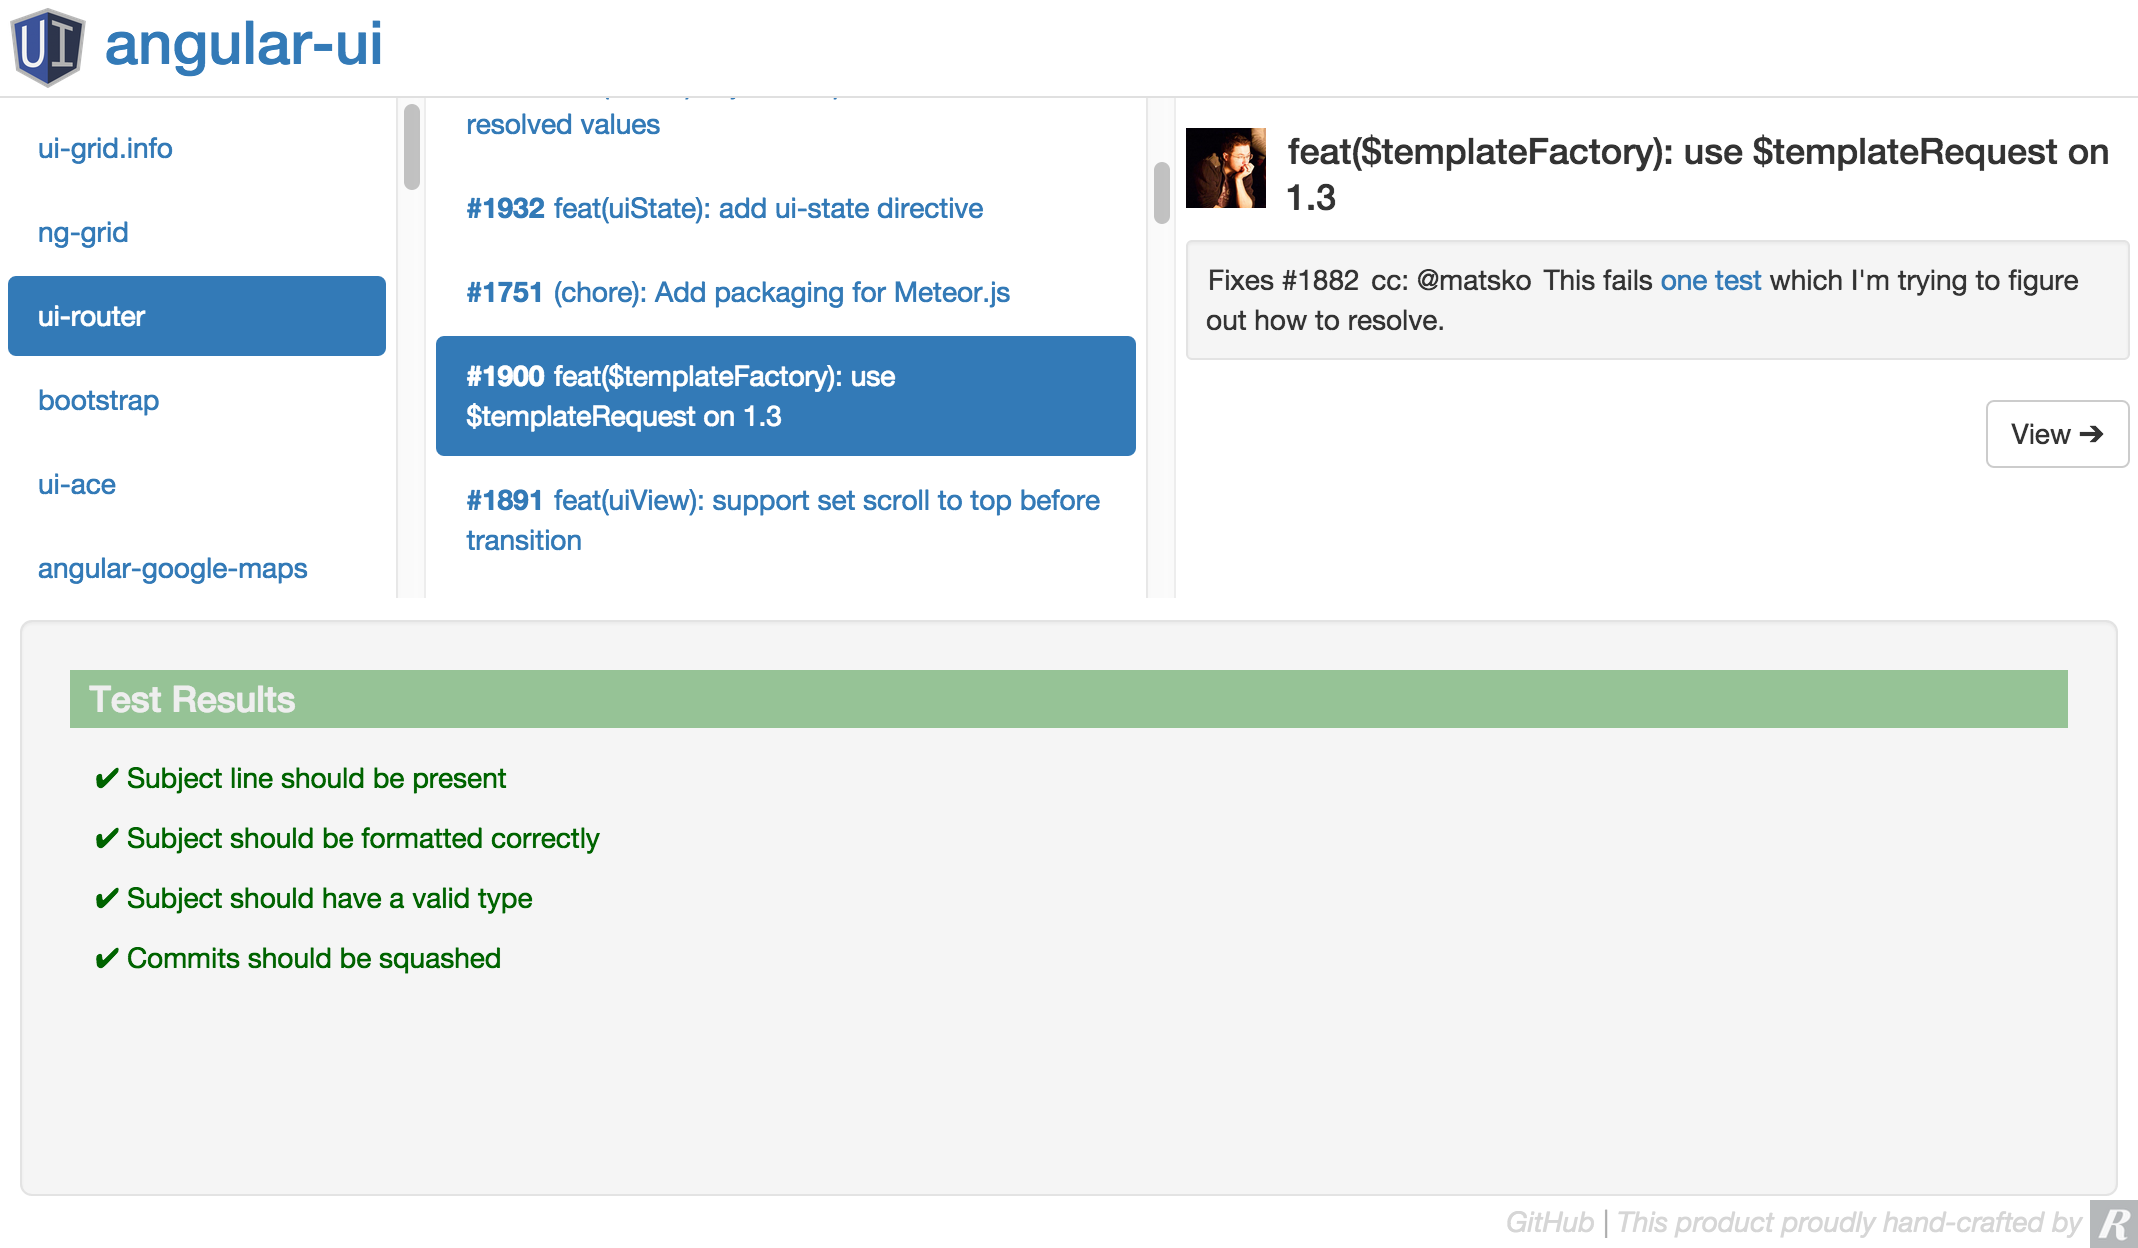 UI angular-ui
ui-grid.info
ng-grid
ui-router
bootstrap
ui-ace
angular-google-maps
resolved values
#1932 feat(uiState): add ui-state directive
#1751 (chore): Add packaging for Meteor.js
#1900 feat($templateFactory): use
$templateRequest on 1.3
#1891 feat(uiView): support set scroll to top before
transition
feat($templateFactory): use $templateRequest on
1.3
Fixes #1882 cc: @matsko This fails one test which I'm trying to figure
out how to resolve.
View ➔
Test Results
✔ Subject line should be present
✔ Subject should be formatted correctly
✔ Subject should have a valid type
✔ Commits should be squashed
GitHub | This product proudly hand-crafted by R